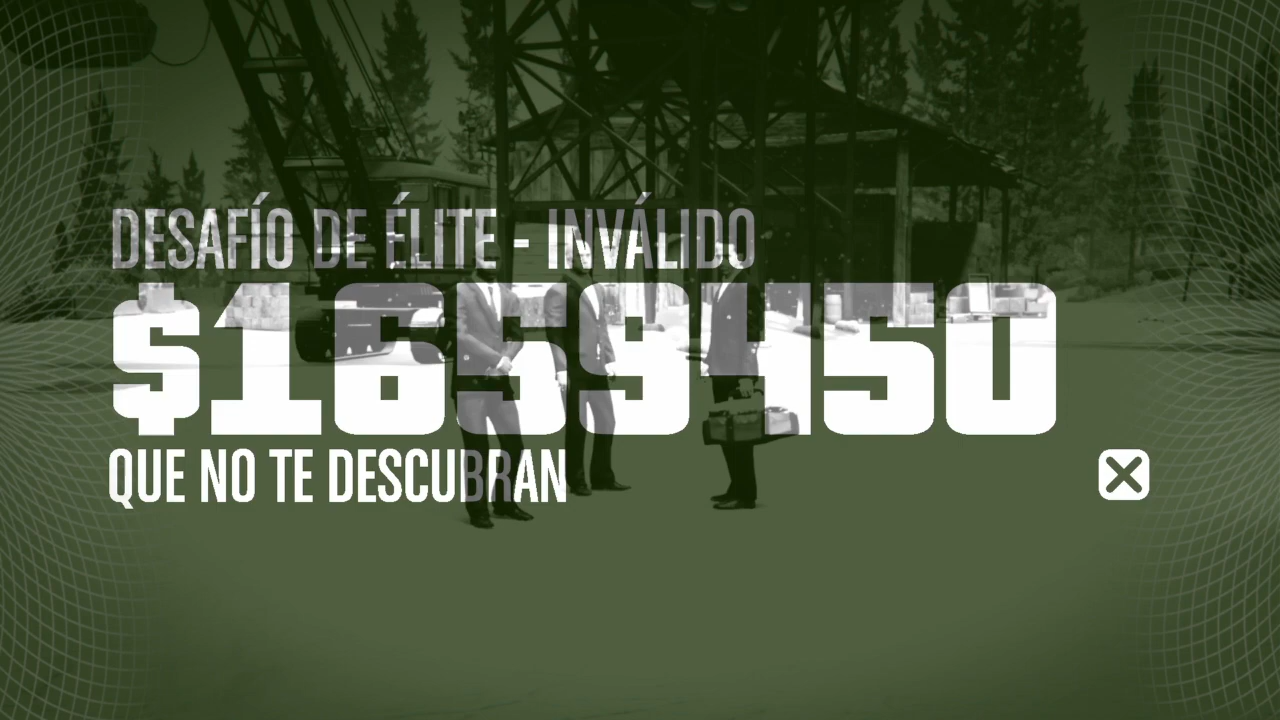 DESAFÍO DE ÉLITE - INVÁLIDO
$1659450
QUE NO TE DESCUBRAN